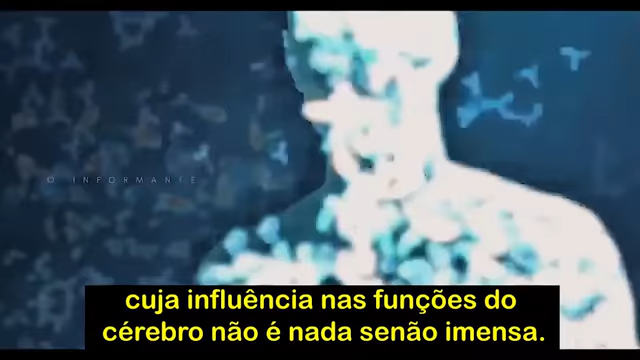 O INFORMANTE
cuja influência nas funções do
cérebro não é nada senão imensa.